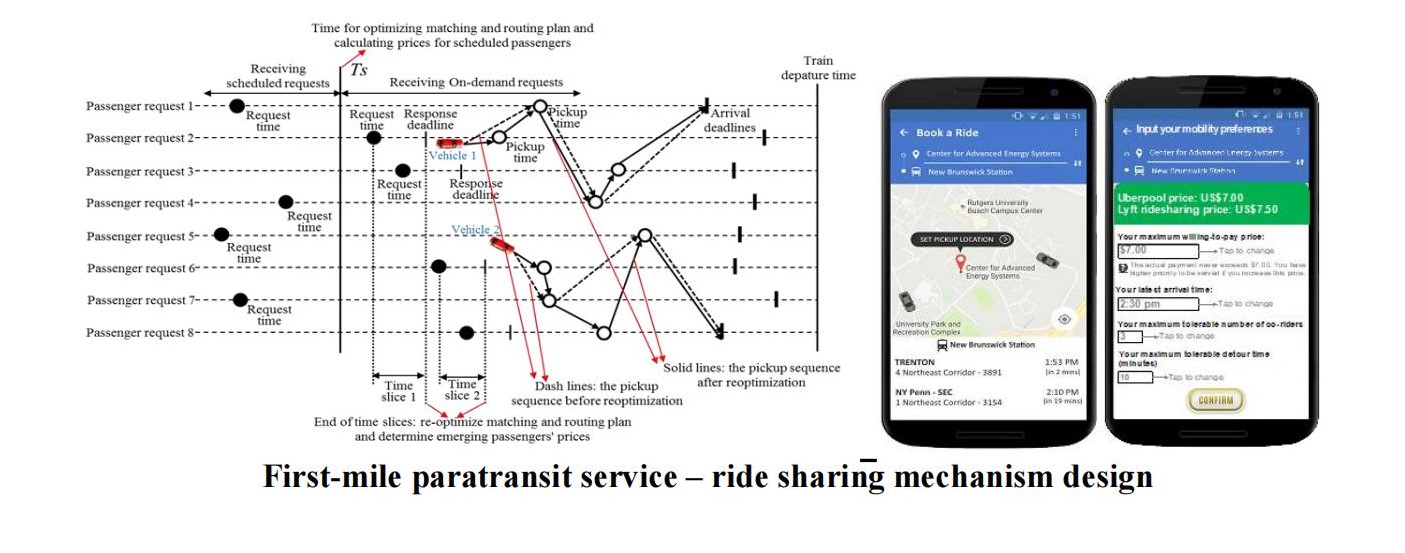 Time for optimizing matching and routing plan and
calculating prices for scheduled passengers
Receiving
scheduled requests
Ts
Receiving On-demand requests
Train
depature time
Passenger request 1
Request
time
Pickup
time
Arrival
deadlines
Passenger request 2
Request
time
Response
deadline
Vehicle 1
Pickup
time
Passenger request 3
Request
time
Response
deadline
Passenger request 4
Request
time
Passenger request 5
Request
time
Vehicle 2
Passenger request 6
Passenger request 7
Request
time
Passenger request 8
Time
slice 1
Time
slice 2
Dash lines: the pickup
sequence before reoptimization
Solid lines: the pickup sequence
after reoptimization
End of time slices: re-optimize matching and routing plan
and determine emerging passengers' prices
1:51
Book a Ride
Center for Advanced Energy Systems
New Brunswick Station
Rutgers University
Busch Campus Center
SET PICKUP LOCATION
Center for Advanced
Energy Systems
University Park and
Recreation Complex
New Brunswick Station
TRENTON
1:53 PM
4 Northeast Corridor - 3891
(in 2 mins)
NY Penn - SEC
2:10 PM
1 Northeast Corridor - 3154
(in 19 mins)
1:51
Input your mobility preferences
Center for Advanced Energy Systems
New Brunswick Station
Uberpool price: US$7.00
Lyft ridesharing price: US$7.50
Your maximum willing-to-pay price:
$7.00
Tap to change
The actual payment never exceeds $7.00. You have
higher priority to be served if you increase this price.
Your latest arrival time:
2:30 pm
Tap to change
Your maximum tolerable number of co-riders
3
Tap to change
Your maximum tolerable detour time
(minutes)
10
Tap to change
CONFIRM
First-mile paratransit service – ride sharing mechanism design